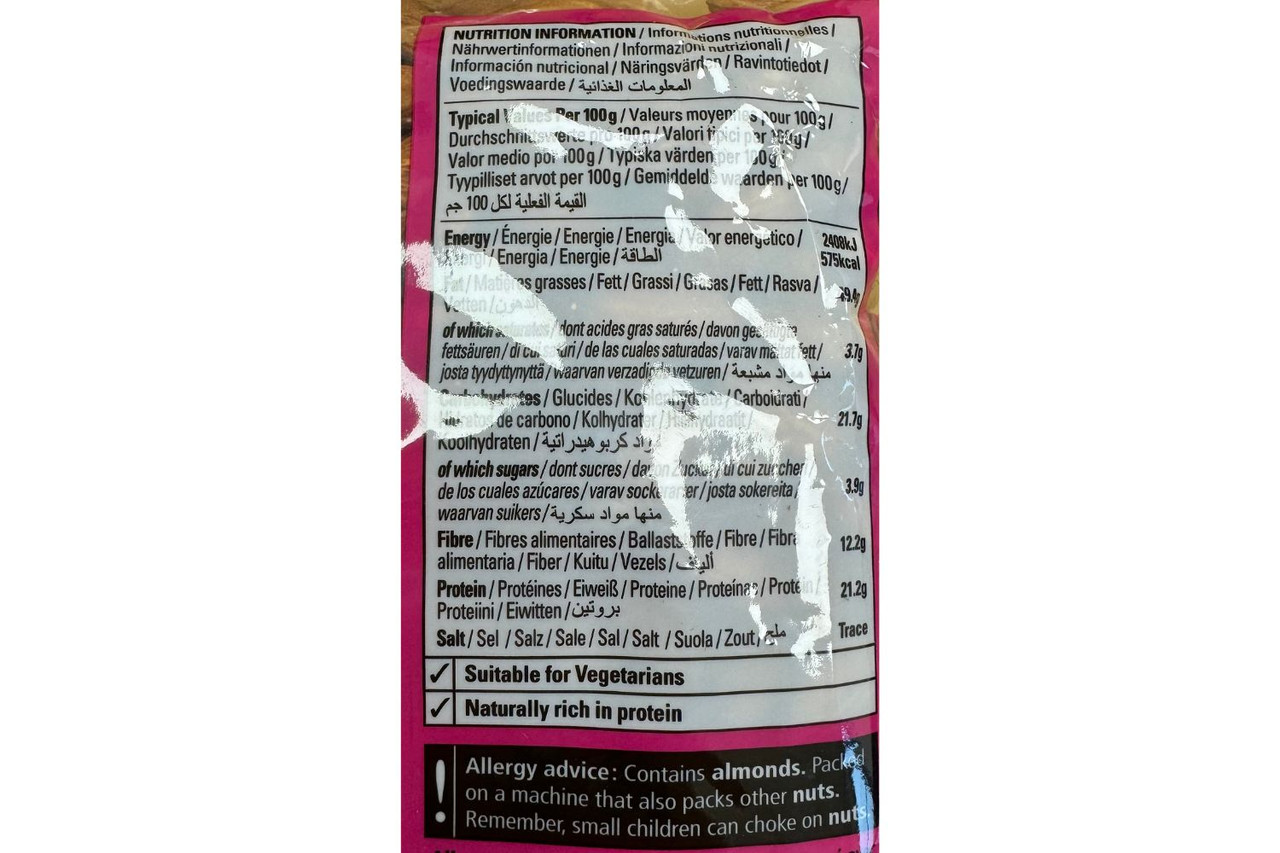 NUTRITION INFORMATION / Informations nutritionnelles /
Nährwertinformationen / Informazioni nutrizionali /
Información nutricional / Näringsvärden / Ravintotiedot /
Voedingswaarde / المعلومات الغذائية
Typical Values Per 100g / Valeurs moyennes pour 100g /
Durchschnittswerte pro 100g / Valori tipici per 100g /
Valor medio por 100g / Typiska värden per 100g
Tyypilliset arvot per 100g / Gemiddelde waarden per 100g /
القيمة الفعلية لكل 100 جم
Energy / Énergie / Energie / Energia / Valor energético / 2408kJ
Energi / Energia / Energie / الطاقة 575kcal
Fat / Matières grasses / Fett / Grassi / Grasas / Fett / Rasva /
Vetten / الدهون
of which saturates / dont acides gras saturés / davon gesättigte
fettsäuren / di cui saturi / de las cuales saturadas / varav mättat fett / 3.7g
josta tyydyttynyttä / waarvan verzadigde vetzuren / منها مواد مشبعة
Carbohydrates / Glucides / Kohlenhydrate / Carboidrati /
Hidratos de carbono / Kolhydrater / Hiilihydraatit / 21.7g
Koolhydraten / مواد كربوهيدراتية
of which sugars / dont sucres / davon Zucker / di cui zuccheri /
de los cuales azúcares / varav sockerarter / josta sokereita / 3.9g
waarvan suikers / منها مواد سكرية
Fibre / Fibres alimentaires / Ballaststoffe / Fibre / Fibra 12.2g
alimentaria / Fiber / Kuitu / Vezels / ألياف
Protein / Protéines / Eiweiß / Proteine / Proteínas / Protein / 21.2g
Proteiini / Eiwitten / بروتين
Salt / Sel / Salz / Sale / Sal / Salt / Suola / Zout / ملح Trace
✓ Suitable for Vegetarians
✓ Naturally rich in protein
! Allergy advice: Contains almonds. Packed
on a machine that also packs other nuts.
Remember, small children can choke on nuts.